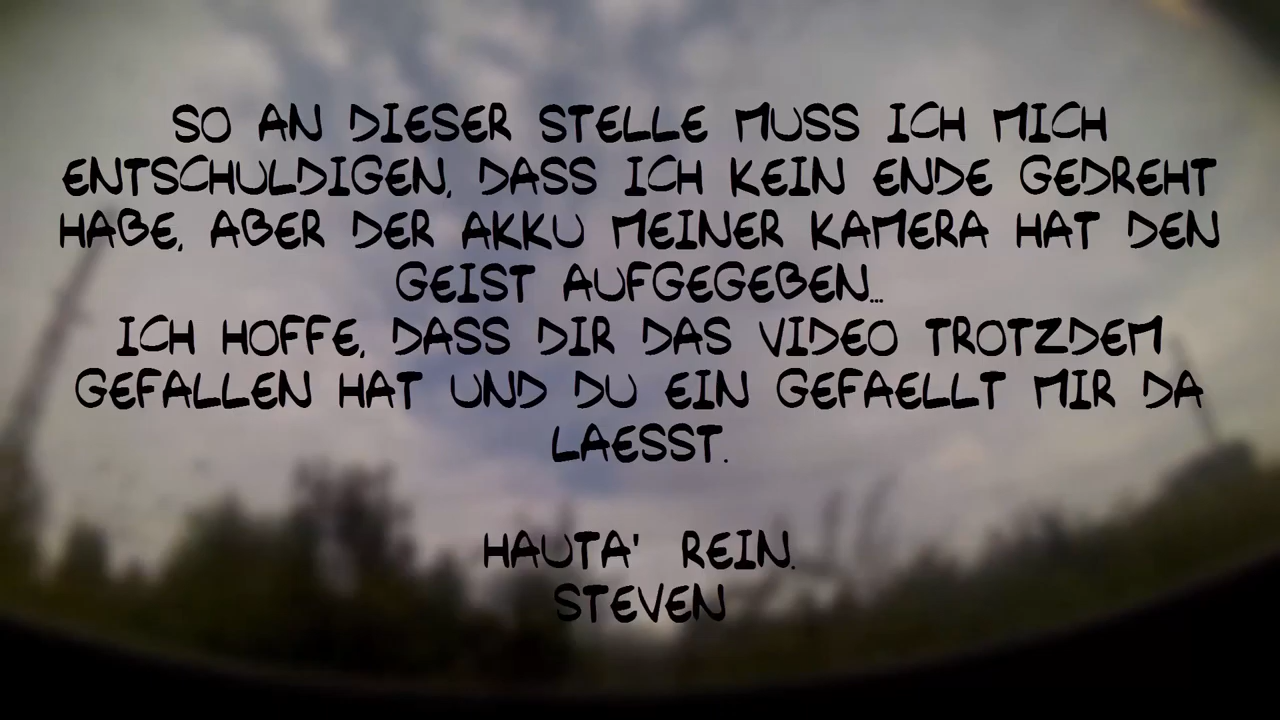 SO AN DIESER STELLE MUSS ICH MICH
ENTSCHULDIGEN, DASS ICH KEIN ENDE GEDREHT
HABE, ABER DER AKKU MEINER KAMERA HAT DEN
GEIST AUFGEGEBEN...
ICH HOFFE, DASS DIR DAS VIDEO TROTZDEM
GEFALLEN HAT UND DU EIN GEFAELLT MIR DA
LAESST.
HAUTA' REIN.
STEVEN